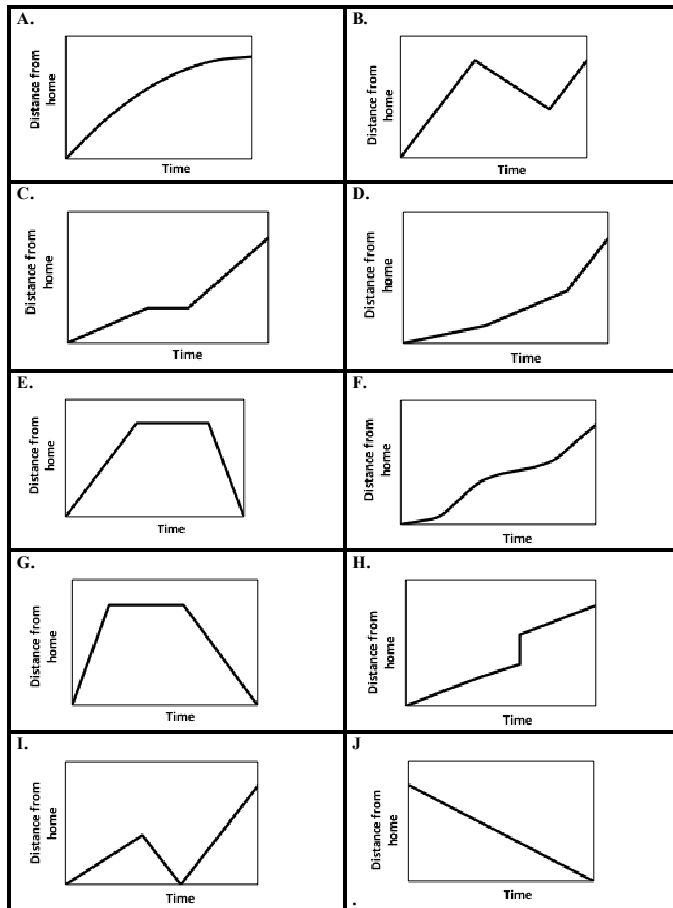 A.
Distance from
home
Time
B.
Distance from
home
Time
C.
Distance from
home
Time
D.
Distance from
home
Time
E.
Distance from
home
Time
F.
Distance from
home
Time
G.
Distance from
home
Time
H.
Distance from
home
Time
I.
Distance from
home
Time
J
.
Distance from
home
Time